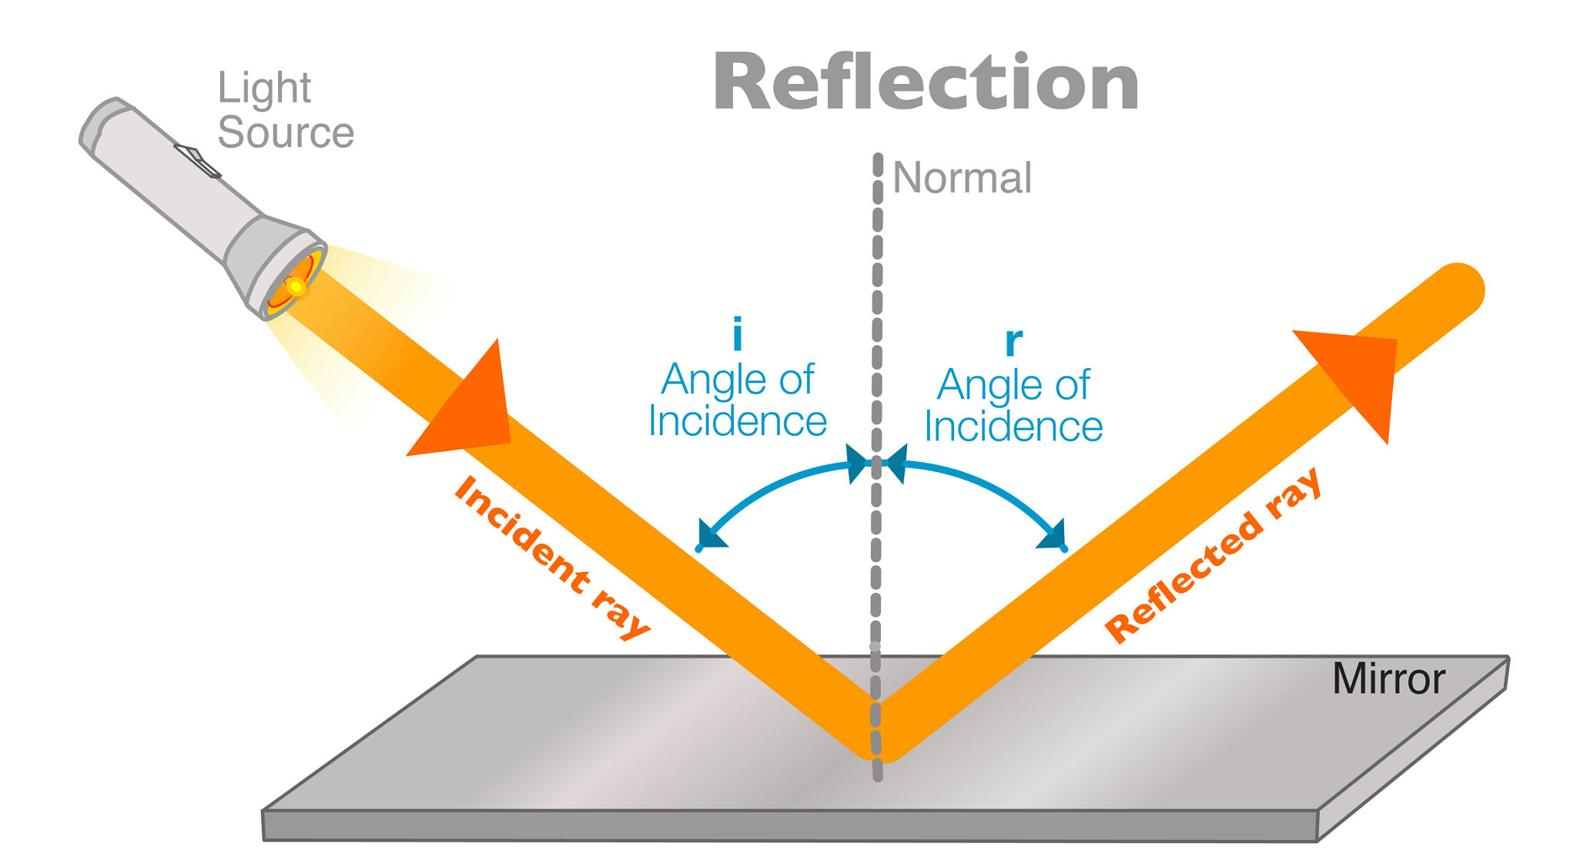 Light
Source
Reflection
Normal
i
Angle of
Incidence
r
Angle of
Incidence
Incident ray
Reflected ray
Mirror